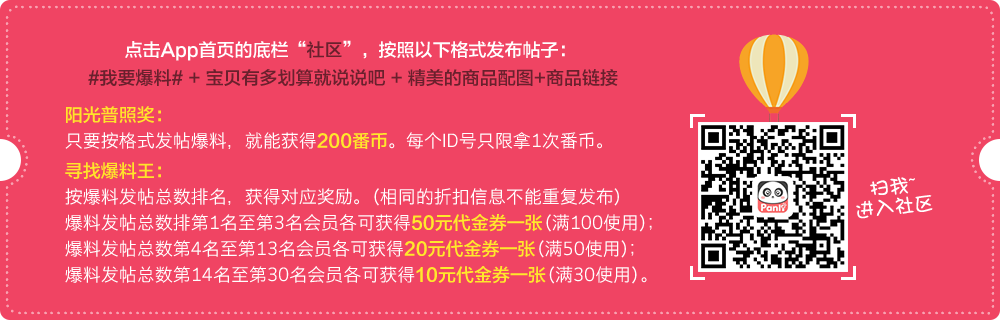 点击App首页的底栏“社区”，按照以下格式发布帖子：
#我要爆料# + 宝贝有多划算就说说吧 + 精美的商品配图+商品链接
阳光普照奖：
只要按格式发帖爆料，就能获得200番币。每个ID号只限拿1次番币。
寻找爆料王：
按爆料发帖总数排名，获得对应奖励。（相同的折扣信息不能重复发布）
爆料发帖总数排第1名至第3名会员各可获得50元代金券一张（满100使用）；
爆料发帖总数第4名至第13名会员各可获得20元代金券一张（满50使用）；
爆料发帖总数第14名至第30名会员各可获得10元代金券一张（满30使用）。
Panli
扫我~
进入社区